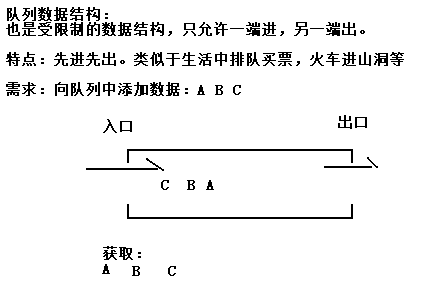 队列数据结构:
也是受限制的数据结构，只允许一端进，另一端出。
特点：先进先出。类似于生活中排队买票，火车进山洞等
需求：向队列中添加数据：A B C
入口
出口
C B A
获取：
A B C